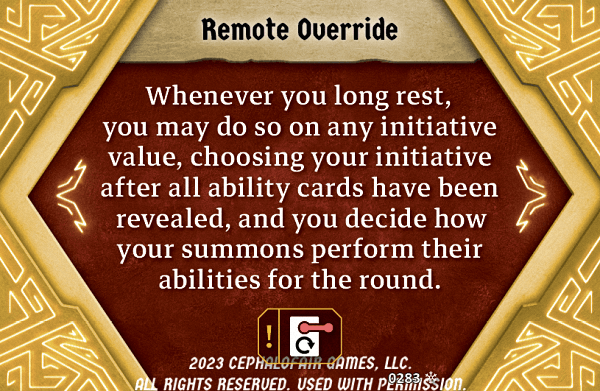 Remote Override
Whenever you long rest,
you may do so on any initiative
value, choosing your initiative
after all ability cards have been
revealed, and you decide how
your summons perform their
abilities for the round.
!
2023 CEPHALOFAIR GAMES, LLC.
0283
ALL RIGHTS RESERVED. USED WITH PERMISSION.